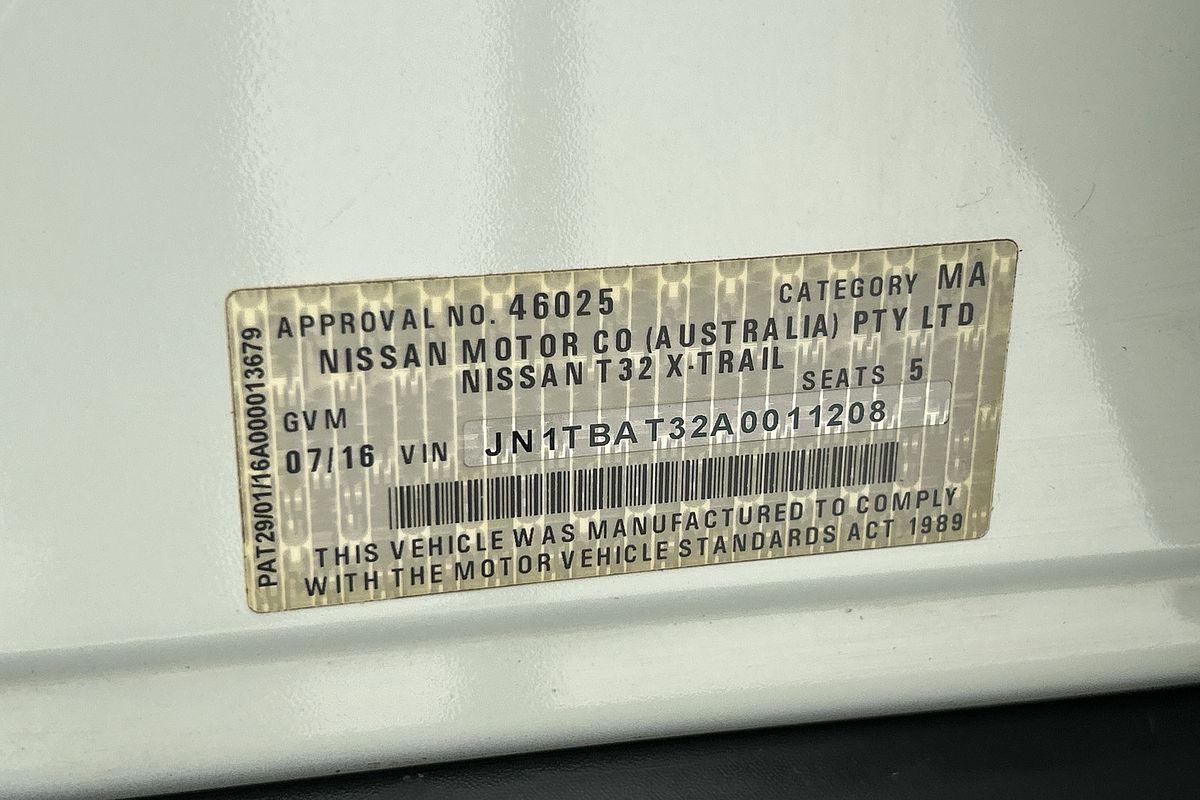 APPROVAL NO. 46025 CATEGORY MA
NISSAN MOTOR CO (AUSTRALIA) PTY LTD
NISSAN T32 X-TRAIL
GVM SEATS 5
07/16 VIN JN1TBAT32A0011208
THIS VEHICLE WAS MANUFACTURED TO COMPLY
WITH THE MOTOR VEHICLE STANDARDS ACT 1989
PAT29/01/16A000013679